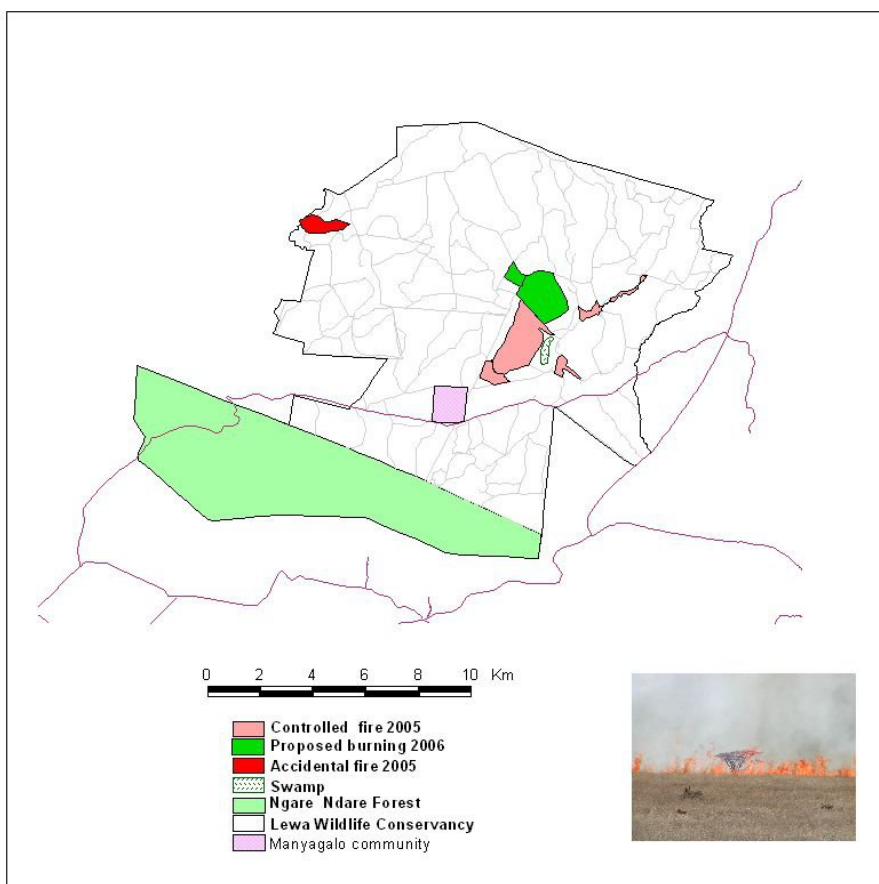 0 2 4 6 8 10 Km
Controlled fire 2005
Proposed burning 2006
Accidental fire 2005
Swamp
Ngare Ndare Forest
Lewa Wildlife Conservancy
Manyagalo community